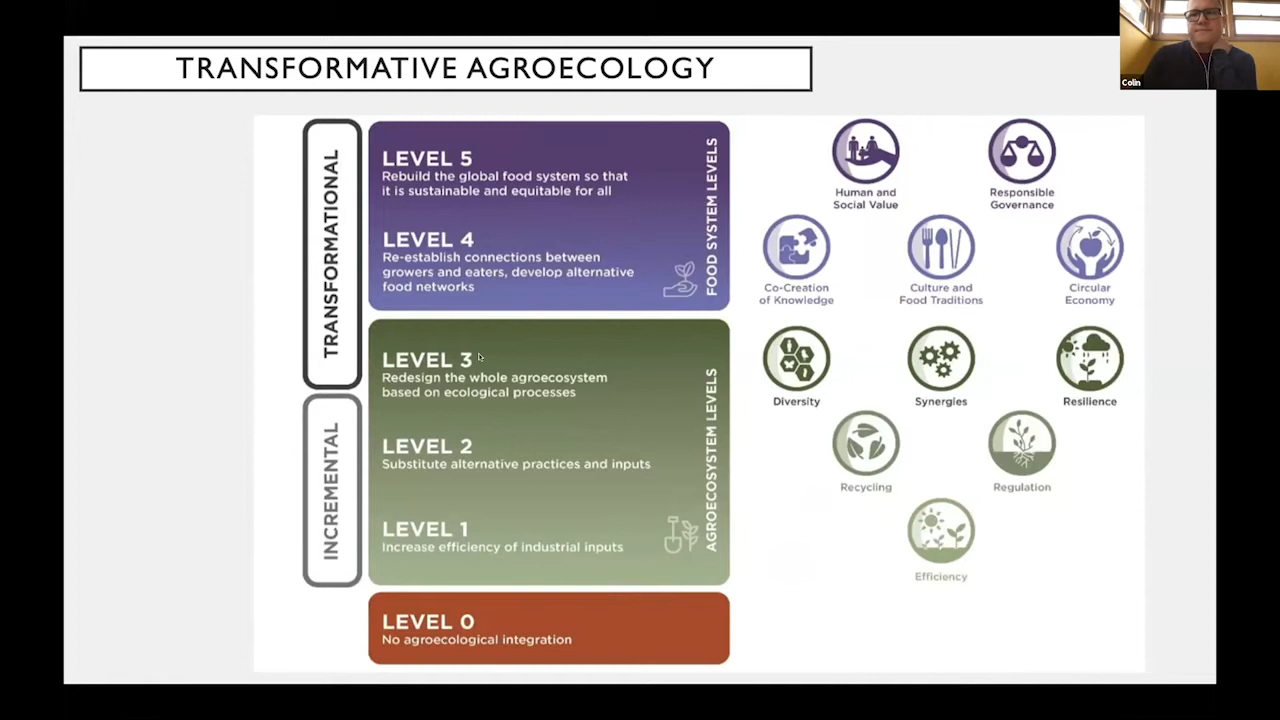 TRANSFORMATIVE AGROECOLOGY
Colin
TRANSFORMATIONAL
LEVEL 5
Rebuild the global food system so that
it is sustainable and equitable for all
LEVEL 4
Re-establish connections between
growers and eaters, develop alternative
food networks
FOOD SYSTEM LEVELS
INCREMENTAL
LEVEL 3
Redesign the whole agroecosystem
based on ecological processes
LEVEL 2
Substitute alternative practices and inputs
LEVEL 1
Increase efficiency of industrial inputs
AGROECOSYSTEM LEVELS
LEVEL 0
No agroecological integration
Human and
Social Value
Responsible
Governance
Co-Creation
of Knowledge
Culture and
Food Traditions
Circular
Economy
Diversity
Synergies
Resilience
Recycling
Regulation
Efficiency